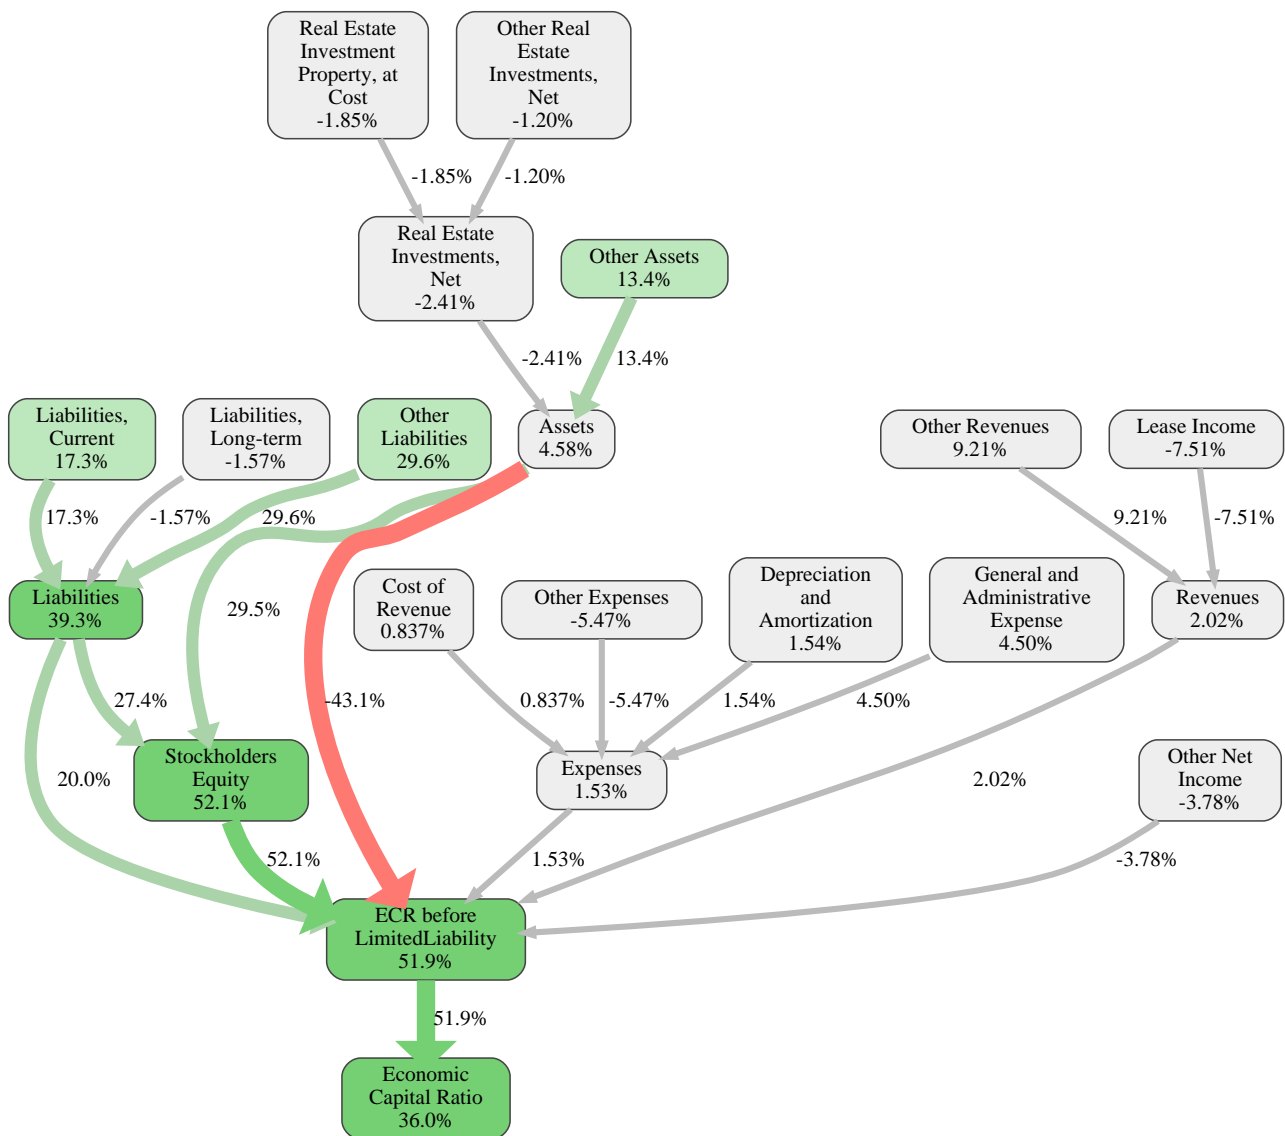 Real Estate
Investment
Property, at
Cost
-1.85%
Other Real
Estate
Investments,
Net
-1.20%
-1.85%
-1.20%
Real Estate
Investments,
Net
-2.41%
Other Assets
13.4%
-2.41%
13.4%
Liabilities,
Current
17.3%
Liabilities,
Long-term
-1.57%
Other
Liabilities
29.6%
Assets
4.58%
Other Revenues
9.21%
Lease Income
-7.51%
17.3%
-1.57%
29.6%
9.21%
-7.51%
Liabilities
39.3%
29.5%
Cost of
Revenue
0.837%
Other Expenses
-5.47%
Depreciation
and
Amortization
1.54%
General and
Administrative
Expense
4.50%
Revenues
2.02%
27.4%
-43.1%
0.837%
-5.47%
1.54%
4.50%
Stockholders
Equity
52.1%
20.0%
Expenses
1.53%
2.02%
Other Net
Income
-3.78%
52.1%
1.53%
-3.78%
ECR before
LimitedLiability
51.9%
51.9%
Economic
Capital Ratio
36.0%